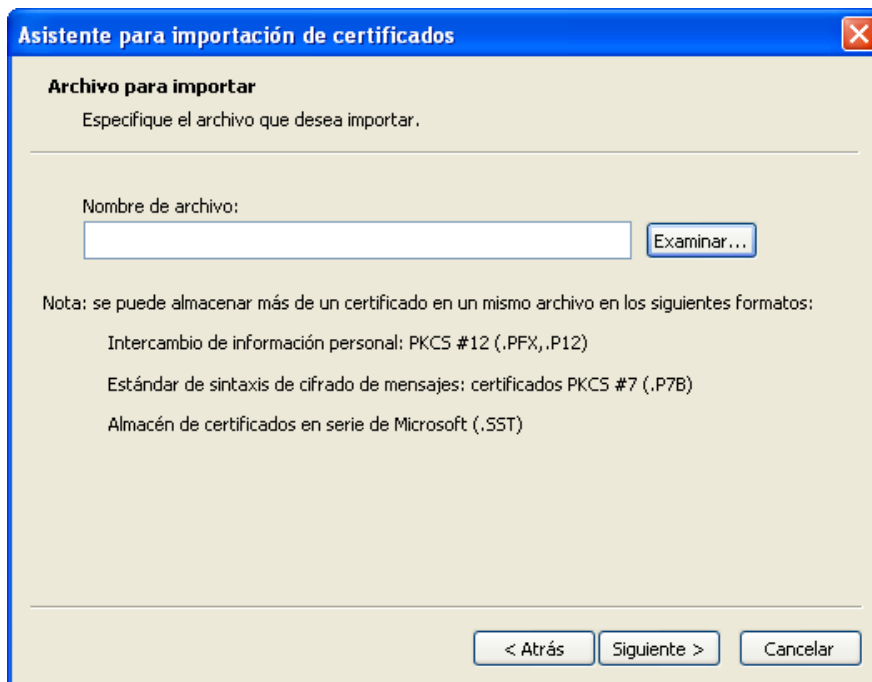 Asistente para importación de certificados
Archivo para importar
Especifique el archivo que desea importar.
Nombre de archivo:
Examinar...
Nota: se puede almacenar más de un certificado en un mismo archivo en los siguientes formatos:
Intercambio de información personal: PKCS #12 (.PFX,.P12)
Estándar de sintaxis de cifrado de mensajes: certificados PKCS #7 (.P7B)
Almacén de certificados en serie de Microsoft (.SST)
< Atrás Siguiente > Cancelar